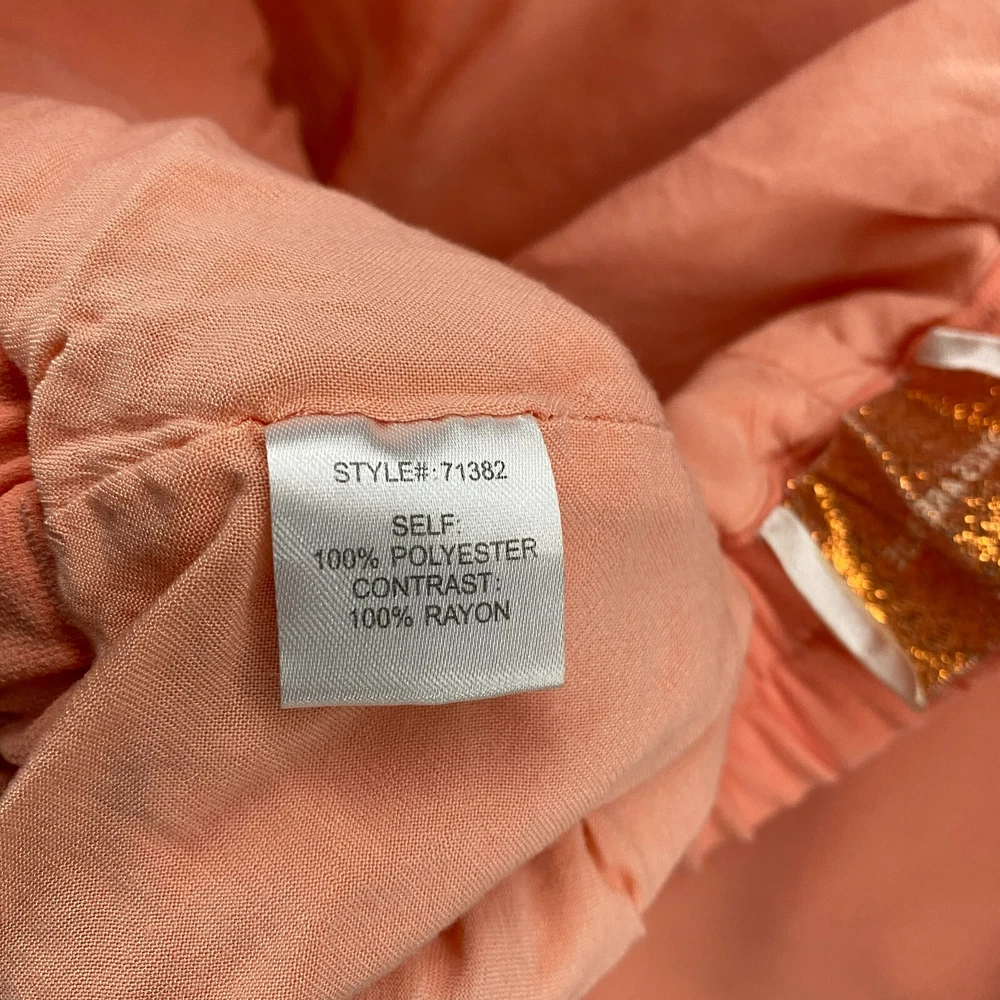 STYLE#:71382
SELF:
100% POLYESTER
CONTRAST:
100% RAYON